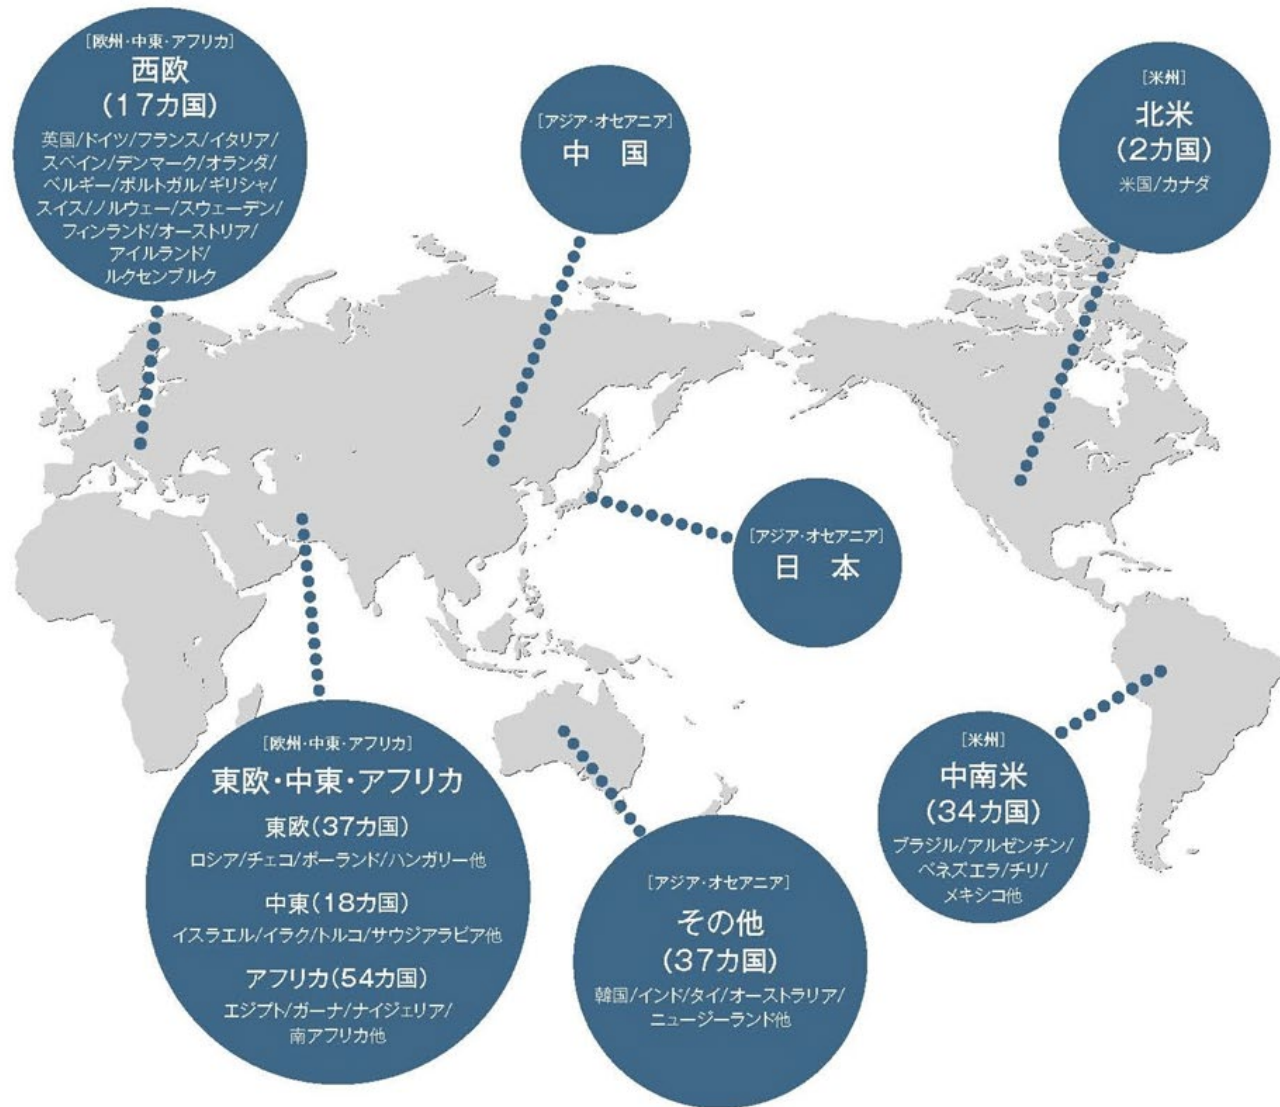 [欧州・中東・アフリカ]
西欧
(17カ国)
英国/ドイツ/フランス/イタリア/
スペイン/デンマーク/オランダ/
ベルギー/ポルトガル/ギリシャ/
スイス/ノルウェー/スウェーデン/
フィンランド/オーストリア/
アイルランド/
ルクセンブルク
[アジア・オセアニア]
中　国
[米州]
北米
(2カ国)
米国/カナダ
[アジア・オセアニア]
日　本
[欧州・中東・アフリカ]
東欧・中東・アフリカ
東欧(37カ国)
ロシア/チェコ/ポーランド/ハンガリー他
中東(18カ国)
イスラエル/イラク/トルコ/サウジアラビア他
アフリカ(54カ国)
エジプト/ガーナ/ナイジェリア/
南アフリカ他
[アジア・オセアニア]
その他
(37カ国)
韓国/インド/タイ/オーストラリア/
ニュージーランド他
[米州]
中南米
(34カ国)
ブラジル/アルゼンチン/
ベネズエラ/チリ/
メキシコ他